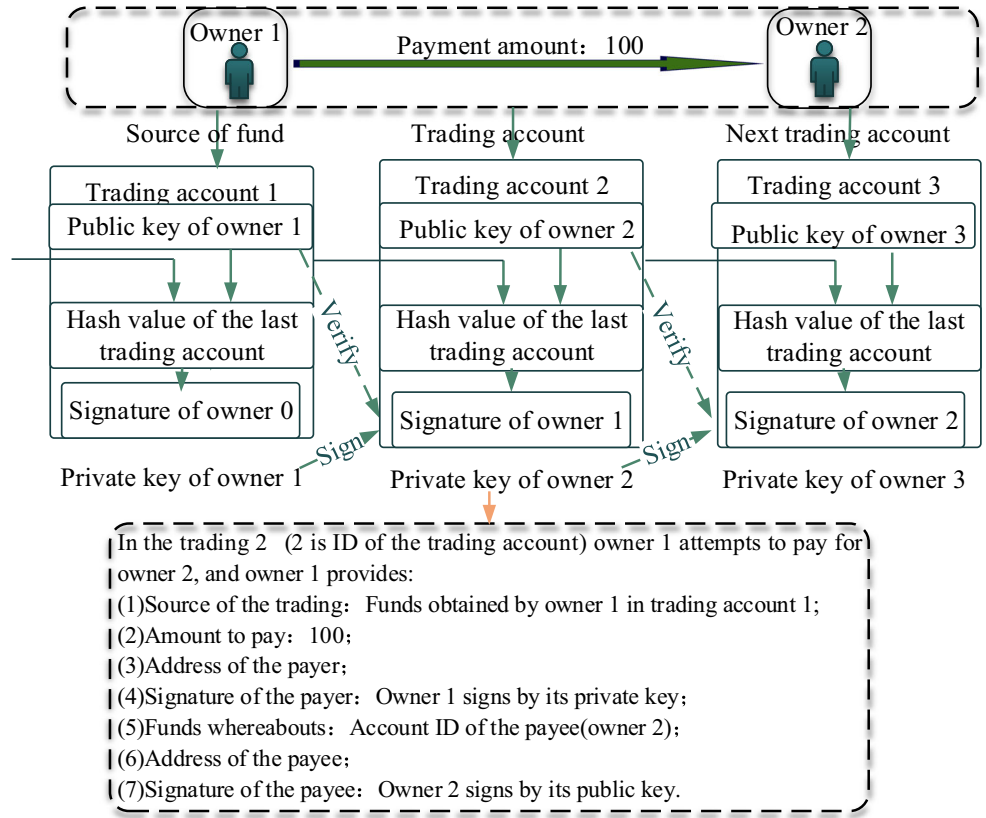 Owner 1
Payment amount：100
Owner 2
Source of fund
Trading account
Next trading account
Trading account 1
Public key of owner 1
Hash value of the last
trading account
Signature of owner 0
Private key of owner 1
Verify
Sign
Trading account 2
Public key of owner 2
Hash value of the last
trading account
Signature of owner 1
Private key of owner 2
Verify
Sign
Trading account 3
Public key of owner 3
Hash value of the last
trading account
Signature of owner 2
Private key of owner 3
In the trading 2 (2 is ID of the trading account) owner 1 attempts to pay for
owner 2, and owner 1 provides:
(1)Source of the trading：Funds obtained by owner 1 in trading account 1;
(2)Amount to pay：100;
(3)Address of the payer;
(4)Signature of the payer：Owner 1 signs by its private key;
(5)Funds whereabouts：Account ID of the payee(owner 2);
(6)Address of the payee;
(7)Signature of the payee：Owner 2 signs by its public key.